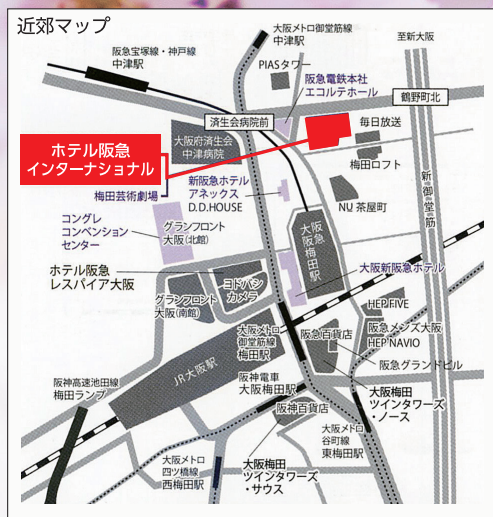 近郊マップ
大阪メトロ御堂筋線
中津駅
至新大阪
阪急宝塚線・神戸線
中津駅
PIASタワー
阪急電鉄本社
エコルテホール
鶴野町北
済生会病院前
毎日放送
大阪府済生会
中津病院
ホテル阪急
インターナショナル
梅田ロフト
新御堂筋
梅田芸術劇場
新阪急ホテル
アネックス
D.D.HOUSE
NU 茶屋町
コングレ
コンベンション
センター
グランフロント
大阪(北館)
阪急
大阪梅田駅
ホテル阪急
レスパイア大阪
ヨドバシ
カメラ
大阪新阪急ホテル
グランフロント
大阪(南館)
HEP FIVE
大阪メトロ
御堂筋線
梅田駅
阪急百貨店
阪急メンズ大阪
HEP NAVIO
JR大阪駅
阪急グランドビル
阪神高速池田線
梅田ランプ
阪神電車
大阪梅田駅
大阪梅田
ツインタワーズ
・ノース
阪神百貨店
大阪メトロ
谷町線
東梅田駅
大阪メトロ
四ツ橋線
西梅田駅
大阪梅田
ツインタワーズ
・サウス